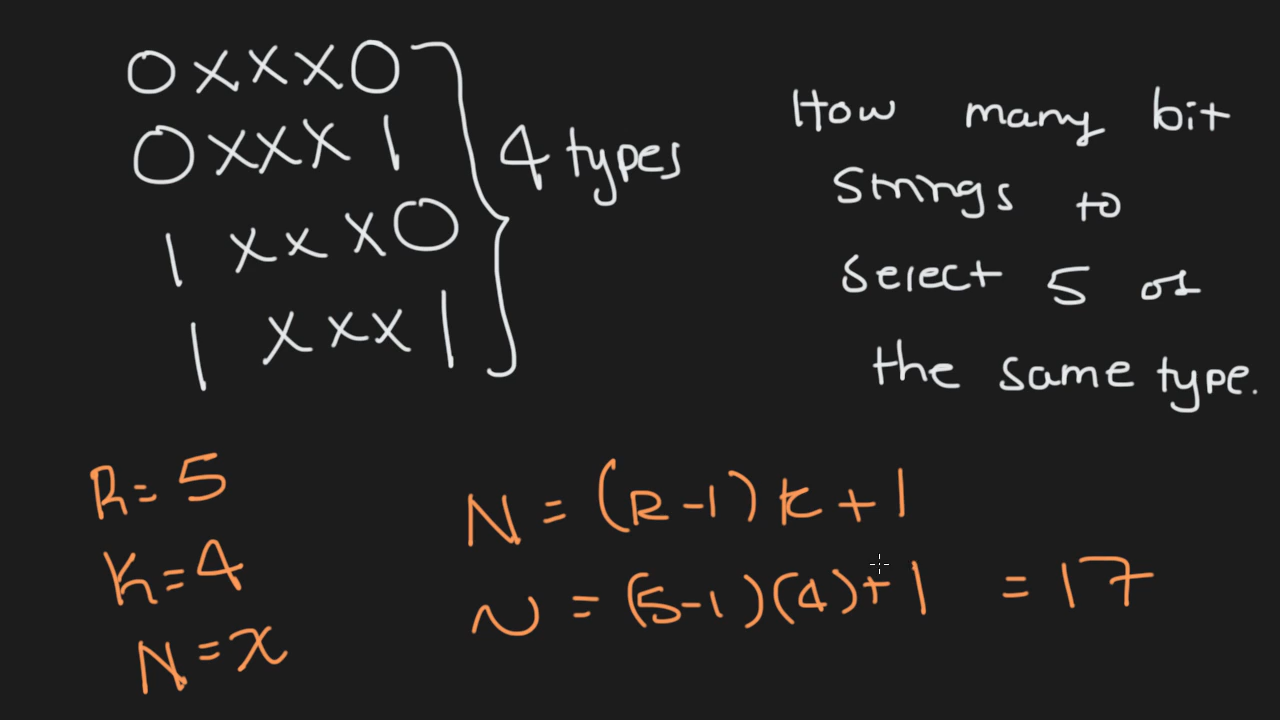 0xxx0
0xxx1
1xxx0
1xxx1
4 types
How many bit
strings to
select 5 of
the same type.
R=5
K=4
N=x
N = (R-1)K+1
N = (5-1)(4)+1 = 17